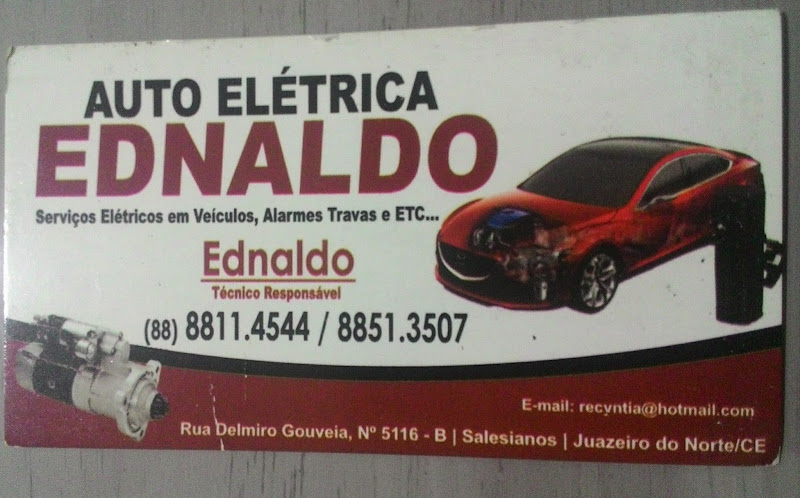 AUTO ELÉTRICA
EDNALDO
Serviços Elétricos em Veículos, Alarmes Travas e ETC...
Ednaldo
Técnico Responsável
(88) 8811.4544 / 8851.3507
E-mail: recyntia@hotmail.com
Rua Delmiro Gouveia, Nº 5116 - B | Salesianos | Juazeiro do Norte/CE